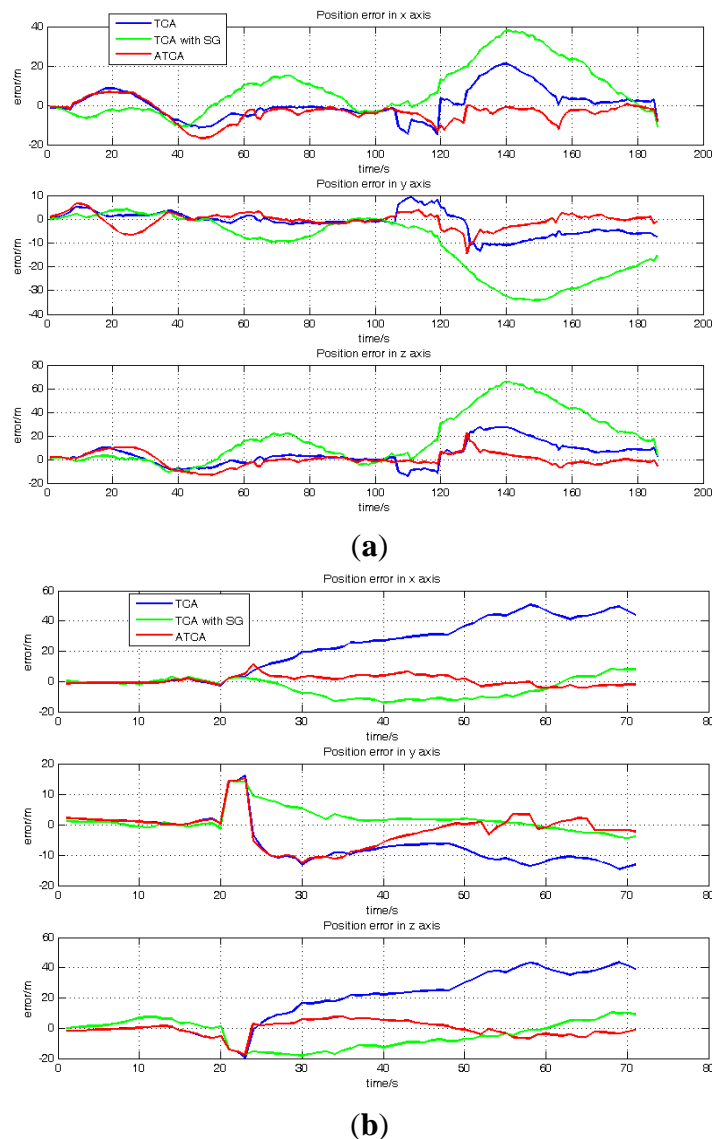 Position error in x axis
TCA
TCA with SG
ATCA
error/m
40
20
0
-20
0 20 40 60 80 100 120 140 160 180 200
time/s
Position error in y axis
error/m
10
0
-10
-20
-30
-40
0 20 40 60 80 100 120 140 160 180 200
time/s
Position error in z axis
error/m
80
60
40
20
0
-20
0 20 40 60 80 100 120 140 160 180 200
time/s
(a)
Position error in x axis
TCA
TCA with SG
ATCA
error/m
60
40
20
0
-20
0 10 20 30 40 50 60 70 80
time/s
Position error in y axis
error/m
20
10
0
-10
-20
0 10 20 30 40 50 60 70 80
time/s
Position error in z axis
error/m
60
40
20
0
-20
0 10 20 30 40 50 60 70 80
time/s
(b)